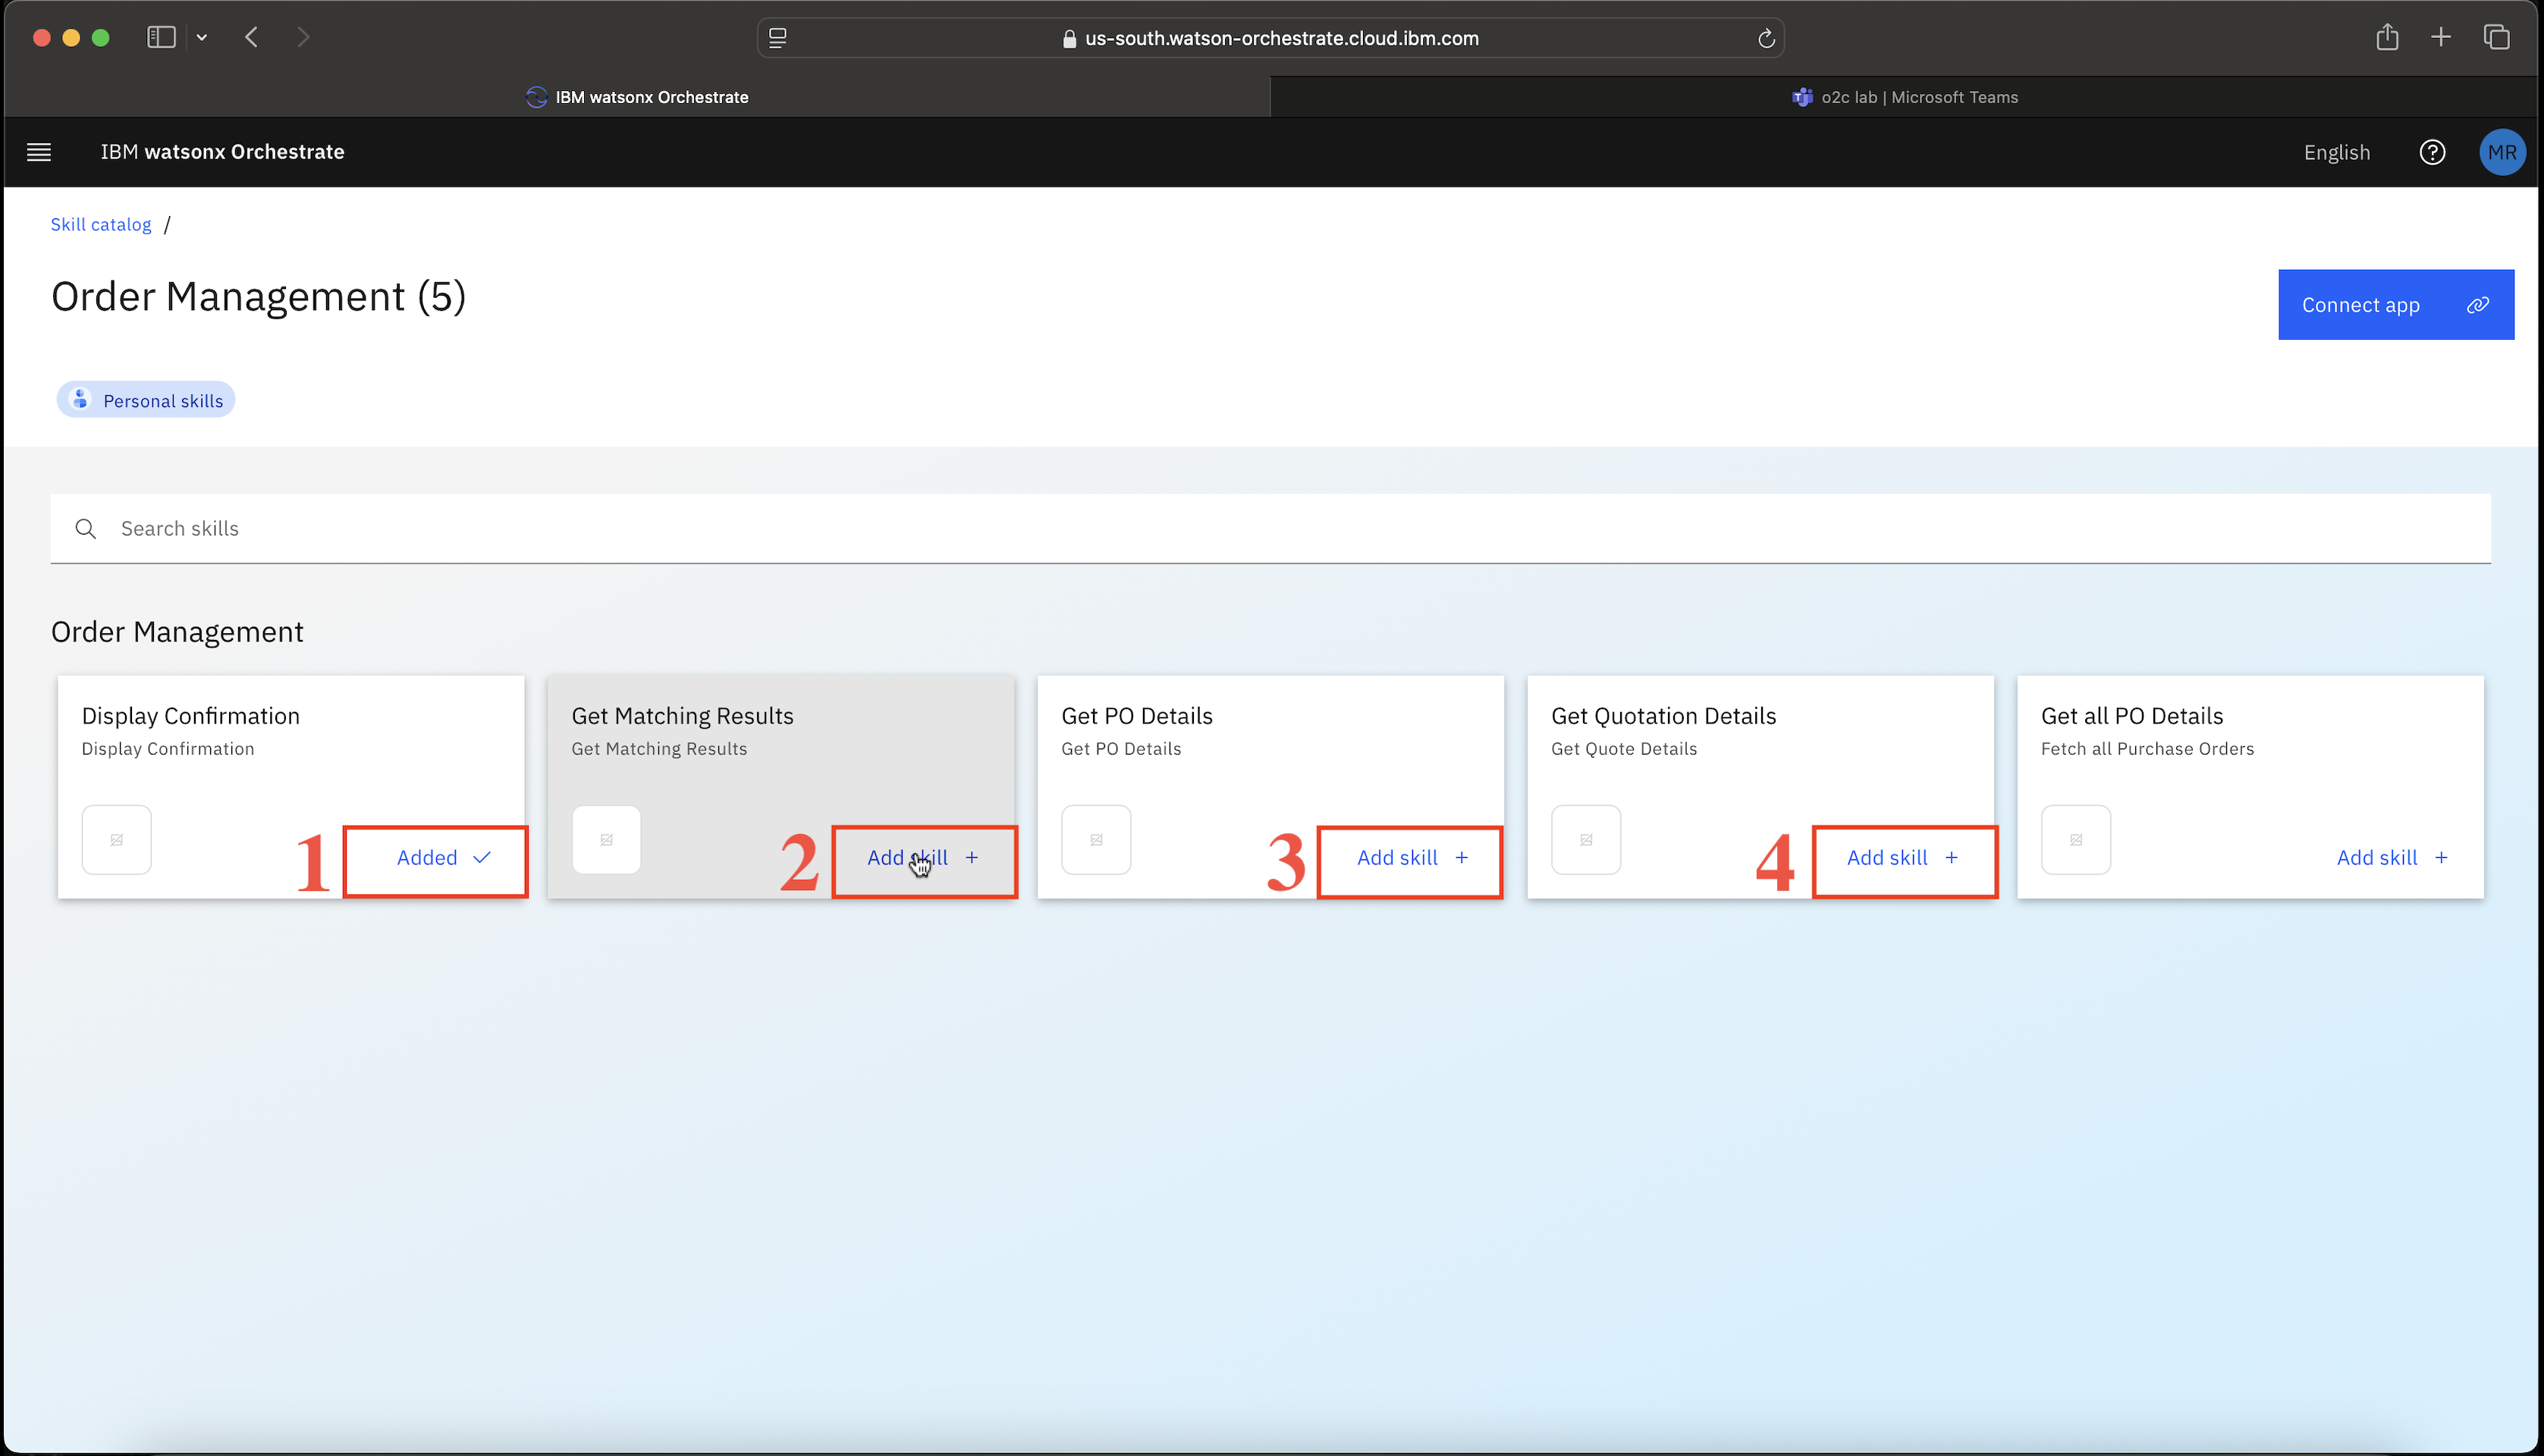 us-south.watson-orchestrate.cloud.ibm.com
IBM watsonx Orchestrate
o2c lab | Microsoft Teams
IBM watsonx Orchestrate
English
MR
Skill catalog /
Order Management (5)
Connect app
Personal skills
Search skills
Order Management
Display Confirmation
Display Confirmation
1
Added
Get Matching Results
Get Matching Results
2
Add skill +
Get PO Details
Get PO Details
3
Add skill +
Get Quotation Details
Get Quote Details
4
Add skill +
Get all PO Details
Fetch all Purchase Orders
Add skill +